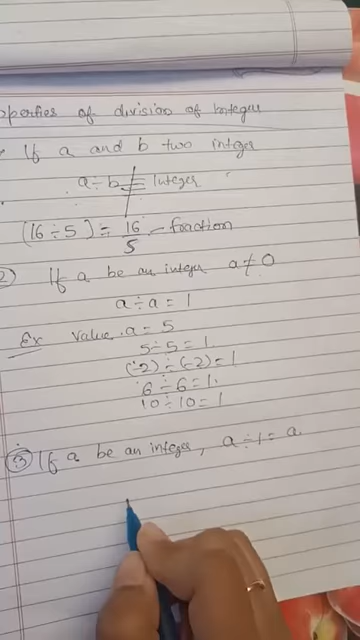 operties of division of integers
If a and b two integer
a ÷ b ≠ Integer
(16 ÷ 5) = 16/5 - fraction
2) If a be an integer a ≠ 0
a ÷ a = 1
Ex Value a = 5
5 ÷ 5 = 1
(-2) ÷ (-2) = 1
6 ÷ 6 = 1
10 ÷ 10 = 1
③ If a be an integer, a ÷ 1 = a